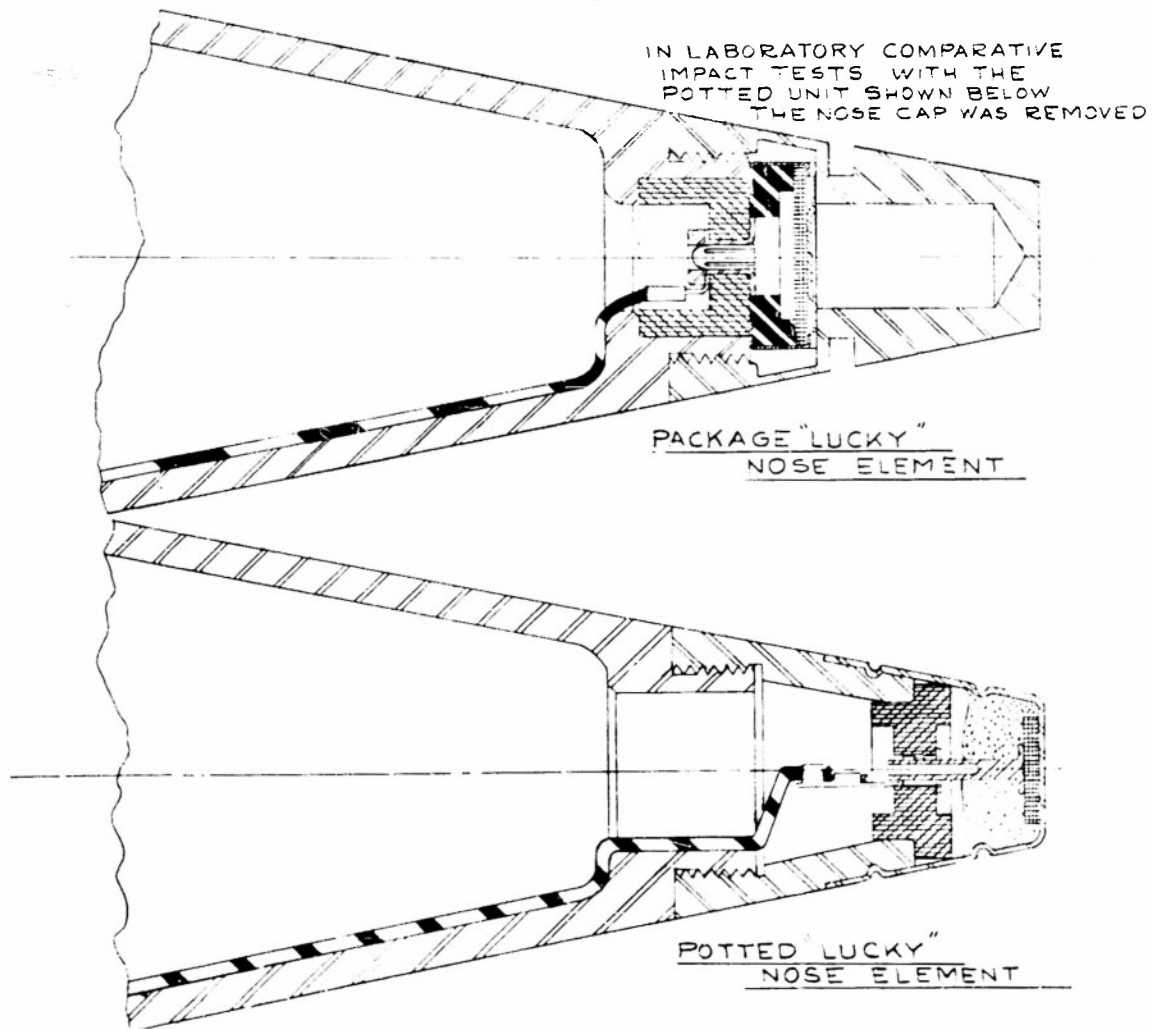 IN LABORATORY COMPARATIVE
IMPACT TESTS WITH THE
POTTED UNIT SHOWN BELOW
THE NOSE CAP WAS REMOVED
PACKAGE "LUCKY"
NOSE ELEMENT
POTTED "LUCKY"
NOSE ELEMENT